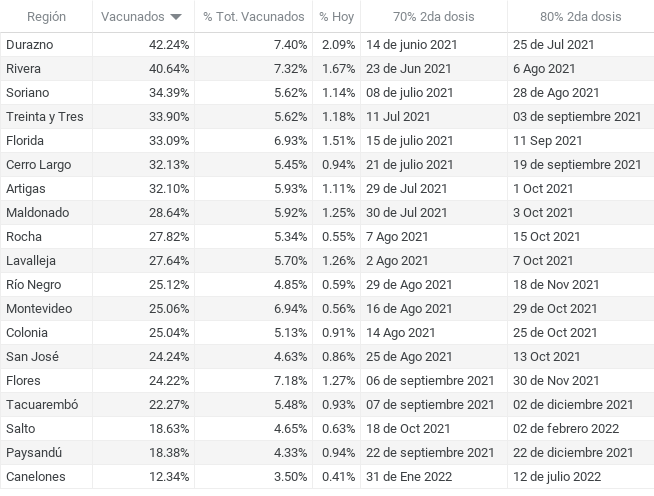 Región Vacunados % Tot. Vacunados % Hoy 70% 2da dosis 80% 2da dosis
Durazno 42.24% 7.40% 2.09% 14 de junio 2021 25 de Jul 2021
Rivera 40.64% 7.32% 1.67% 23 de Jun 2021 6 Ago 2021
Soriano 34.39% 5.62% 1.14% 08 de julio 2021 28 de Ago 2021
Treinta y Tres 33.90% 5.62% 1.18% 11 Jul 2021 03 de septiembre 2021
Florida 33.09% 6.93% 1.51% 15 de julio 2021 11 Sep 2021
Cerro Largo 32.13% 5.45% 0.94% 21 de julio 2021 19 de septiembre 2021
Artigas 32.10% 5.93% 1.11% 29 de Jul 2021 1 Oct 2021
Maldonado 28.64% 5.92% 1.25% 30 de Jul 2021 3 Oct 2021
Rocha 27.82% 5.34% 0.55% 7 Ago 2021 15 Oct 2021
Lavalleja 27.64% 5.70% 1.26% 2 Ago 2021 7 Oct 2021
Río Negro 25.12% 4.85% 0.59% 29 de Ago 2021 18 de Nov 2021
Montevideo 25.06% 6.94% 0.56% 16 de Ago 2021 29 de Oct 2021
Colonia 25.04% 5.13% 0.91% 14 Ago 2021 25 de Oct 2021
San José 24.24% 4.63% 0.86% 25 de Ago 2021 13 Oct 2021
Flores 24.22% 7.18% 1.27% 06 de septiembre 2021 30 de Nov 2021
Tacuarembó 22.27% 5.48% 0.93% 07 de septiembre 2021 02 de diciembre 2021
Salto 18.63% 4.65% 0.63% 18 de Oct 2021 02 de febrero 2022
Paysandú 18.38% 4.33% 0.94% 22 de septiembre 2021 22 de diciembre 2021
Canelones 12.34% 3.50% 0.41% 31 de Ene 2022 12 de julio 2022